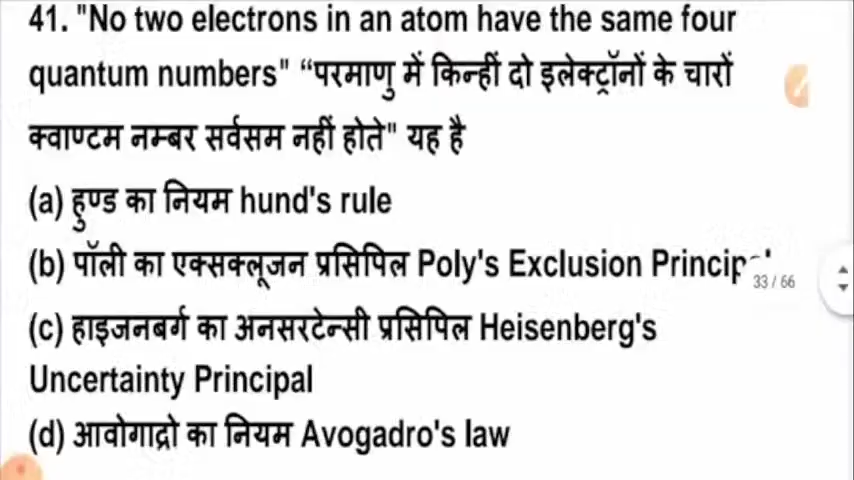 41. "No two electrons in an atom have the same four
quantum numbers" “परमाणु में किन्हीं दो इलेक्ट्रॉनों के चारों
क्वाण्टम नम्बर सर्वसम नहीं होते" यह है
(a) हुण्ड का नियम hund's rule
(b) पॉली का एक्सक्लूजन प्रसिपिल Poly's Exclusion
33 / 66
(c) हाइजनबर्ग का अनसरटेन्सी प्रसिपिल Heisenberg's
Uncertainty Principal
(d) आवोगाद्रो का नियम Avogadro's law